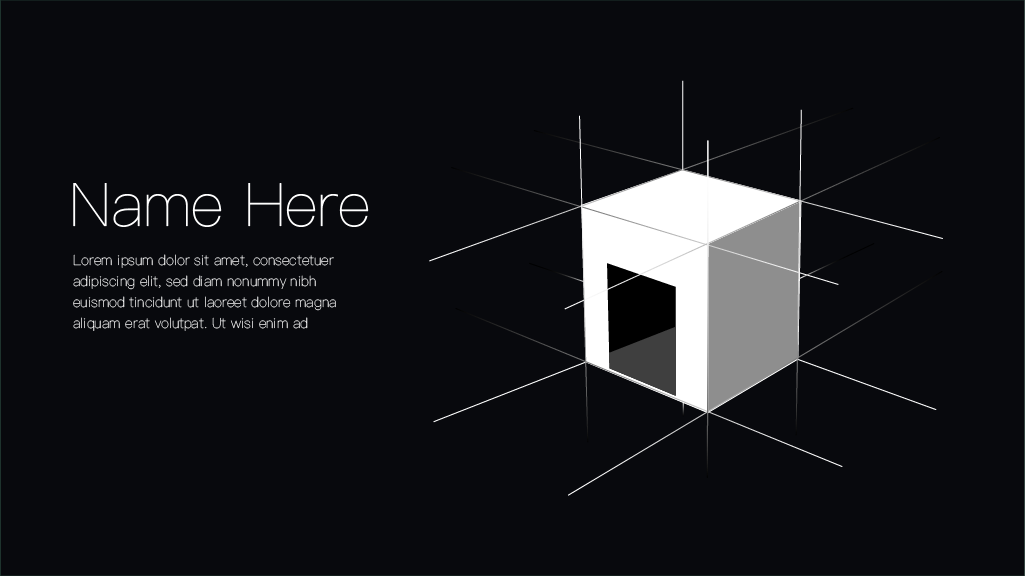 Name Here
Lorem ipsum dolor sit amet, consectetuer
adipiscing elit, sed diam nonummy nibh
euismod tincidunt ut laoreet dolore magna
aliquam erat volutpat. Ut wisi enim ad